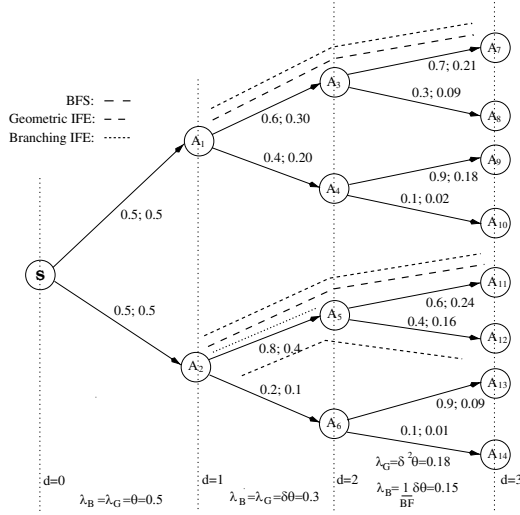 BFS:
Geometric IFE:
Branching IFE:
S
0.5; 0.5
0.5; 0.5
A1
A2
0.6; 0.30
0.4; 0.20
0.8; 0.4
0.2; 0.1
A3
A4
A5
A6
0.7; 0.21
0.3; 0.09
0.9; 0.18
0.1; 0.02
0.6; 0.24
0.4; 0.16
0.9; 0.09
0.1; 0.01
A7
A8
A9
A10
A11
A12
A13
A14
d=0
λB=λG=θ=0.5
d=1
λB=λG=δθ=0.3
d=2
λG=δ²θ=0.18
λB=1/BF δθ=0.15
d=3